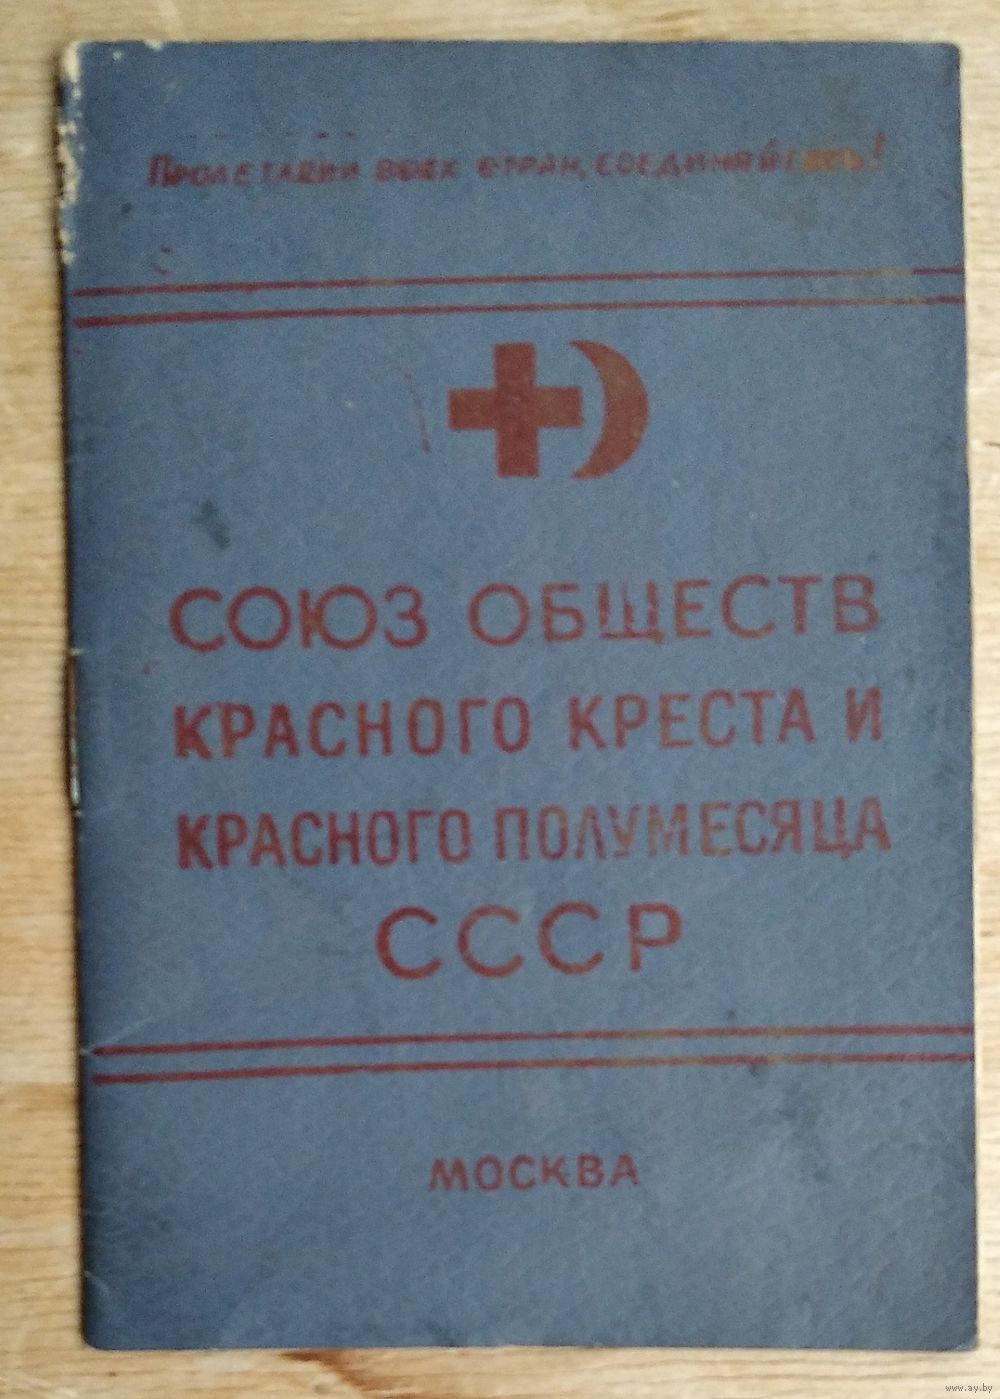 Пролетарии всех стран, соединяйтесь!
СОЮЗ ОБЩЕСТВ
КРАСНОГО КРЕСТА И
КРАСНОГО ПОЛУМЕСЯЦА
СССР
МОСКВА
www.ay.by